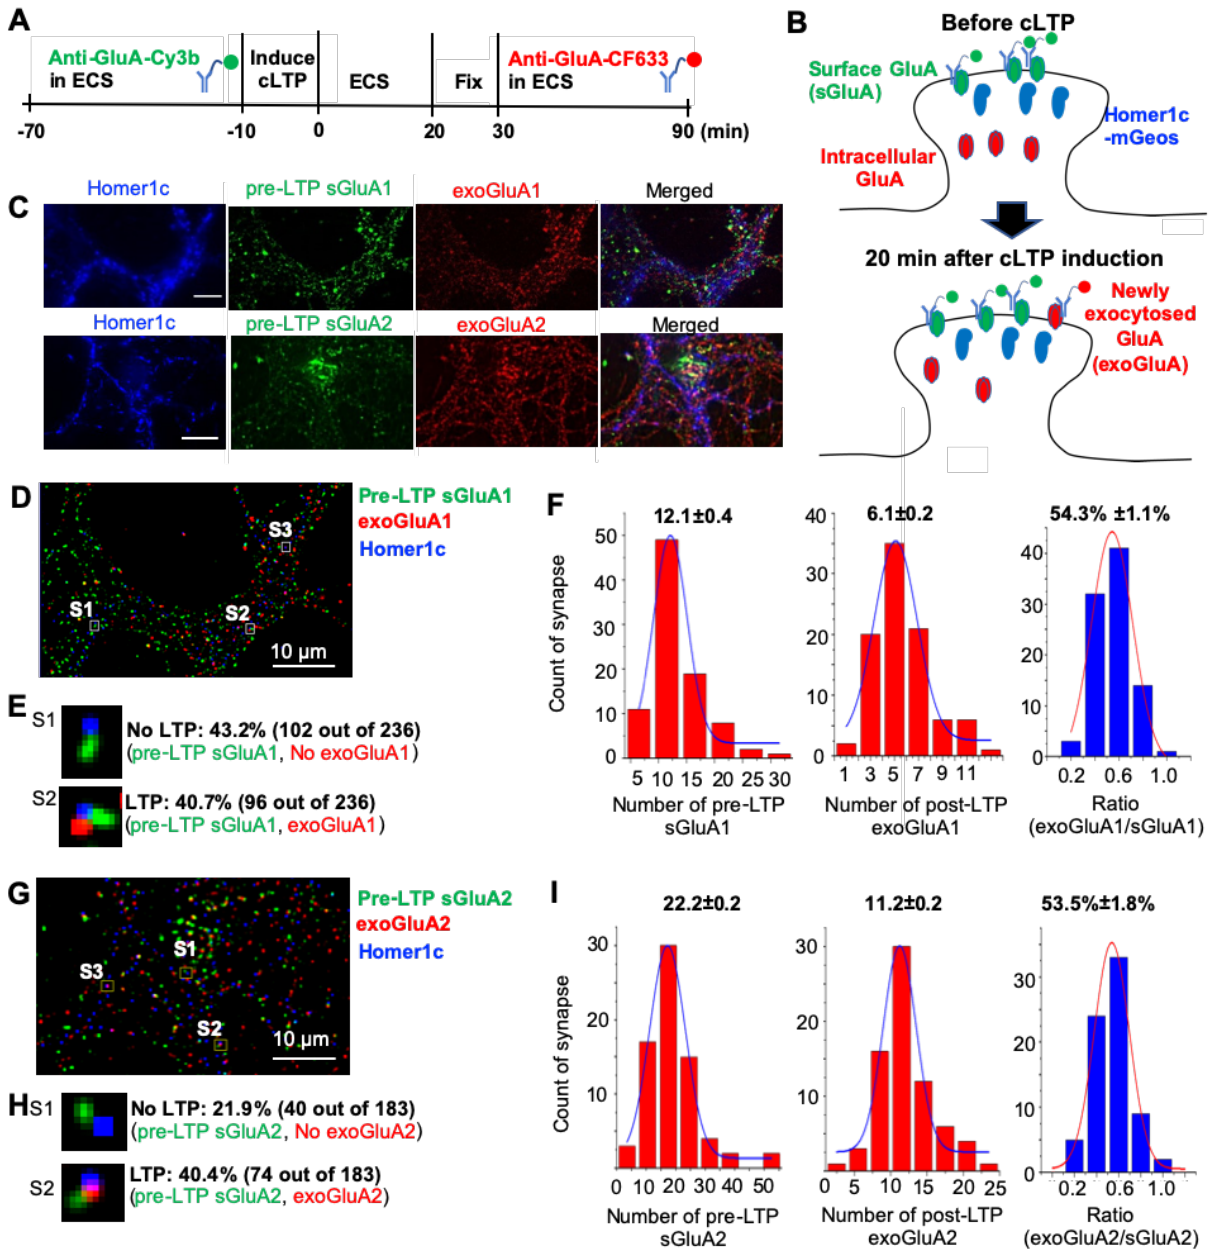 A
Anti-GluA-Cy3b
in ECS
Induce
cLTP
ECS
Fix
Anti-GluA-CF633
in ECS
-70
-10
0
20
30
90 (min)
B
Before cLTP
Surface GluA
(sGluA)
Homer1c
-mGeos
Intracellular
GluA
20 min after cLTP induction
Newly
exocytosed
GluA
(exoGluA)
C
Homer1c
pre-LTP sGluA1
exoGluA1
Merged
Homer1c
pre-LTP sGluA2
exoGluA2
Merged
D
S1
S2
S3
10 μm
Pre-LTP sGluA1
exoGluA1
Homer1c
E
S1
No LTP: 43.2% (102 out of 236)
(pre-LTP sGluA1, No exoGluA1)
S2
LTP: 40.7% (96 out of 236)
(pre-LTP sGluA1, exoGluA1)
F
12.1±0.4
Count of synapse
50
40
30
20
10
0
5 10 15 20 25 30
Number of pre-LTP
sGluA1
6.1±0.2
40
30
20
10
0
1 3 5 7 9 11
Number of post-LTP
exoGluA1
54.3% ±1.1%
40
30
20
10
0
0.2 0.6 1.0
Ratio
(exoGluA1/sGluA1)
G
S1
S3
S2
10 μm
Pre-LTP sGluA2
exoGluA2
Homer1c
H
S1
No LTP: 21.9% (40 out of 183)
(pre-LTP sGluA2, No exoGluA2)
S2
LTP: 40.4% (74 out of 183)
(pre-LTP sGluA2, exoGluA2)
I
22.2±0.2
Count of synapse
30
20
10
0 10 20 30 40 50
Number of pre-LTP
sGluA2
11.2±0.2
30
20
10
0 5 10 15 20 25
Number of post-LTP
exoGluA2
53.5%±1.8%
30
20
10
0
0.2 0.6 1.0
Ratio
(exoGluA2/sGluA2)